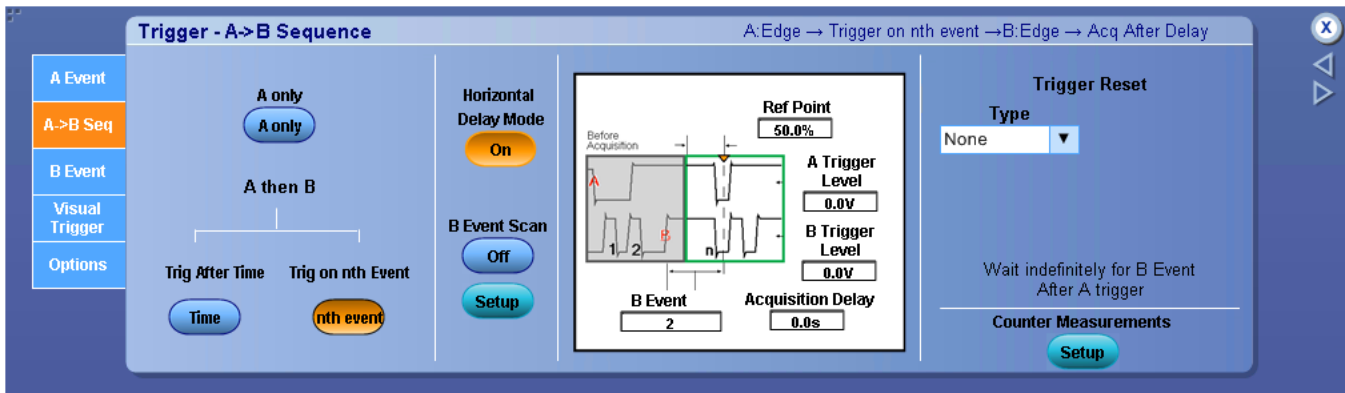 Trigger - A->B Sequence
A:Edge → Trigger on nth event →B:Edge → Acq After Delay
X
A Event
A->B Seq
B Event
Visual
Trigger
Options
A only
A only
A then B
Trig After Time
Trig on nth Event
Time
nth event
Horizontal
Delay Mode
On
B Event Scan
Off
Setup
Ref Point
50.0%
Before
Acquisition
A
A Trigger
Level
0.0V
B Trigger
Level
0.0V
1
2
B
n
B Event
2
Acquisition Delay
0.0s
Trigger Reset
Type
None
Wait indefinitely for B Event
After A trigger
Counter Measurements
Setup